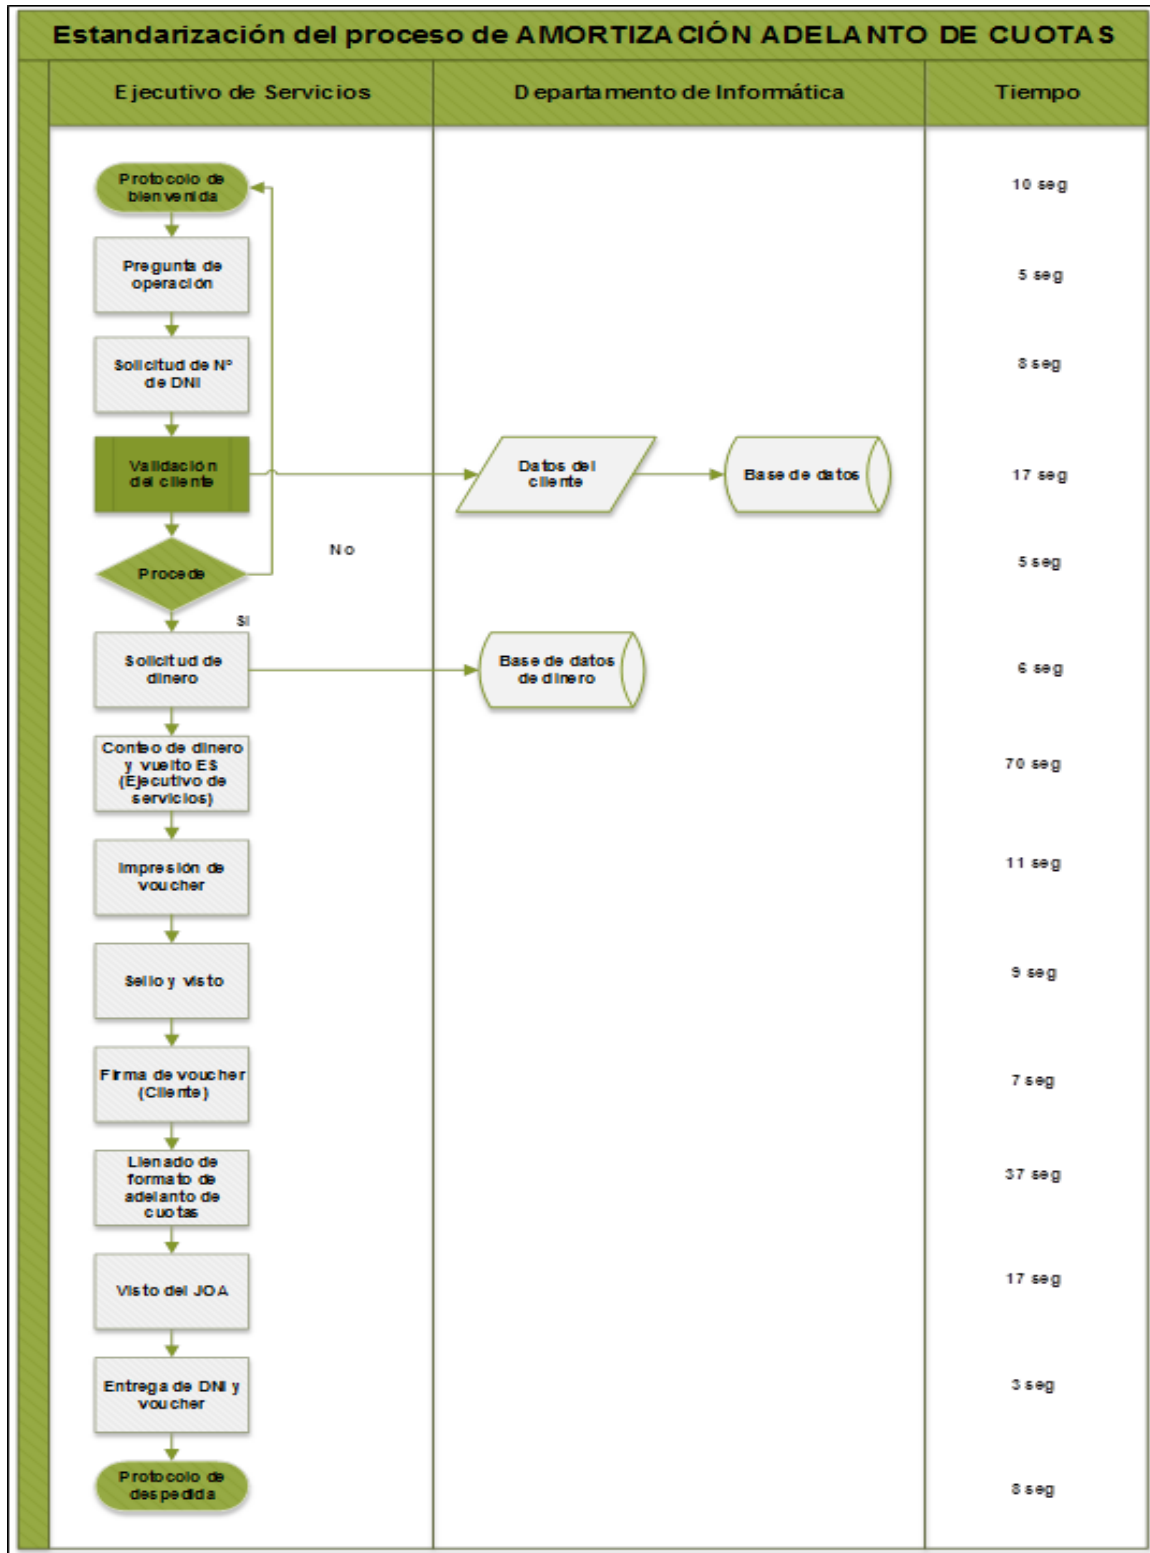 Estandarización del proceso de AMORTIZACIÓN ADELANTO DE CUOTAS
Ejecutivo de Servicios
Departamento de Informática
Tiempo
Protocolo de
bienvenida
10 seg
Pregunta de
operación
5 seg
Solicitud de Nº
de DNI
8 seg
Validación
del cliente
Datos del
cliente
Base de datos
17 seg
No
Procede
5 seg
Si
Solicitud de
dinero
Base de datos
de dinero
6 seg
Conteo de dinero
y vuelto ES
(Ejecutivo de
servicios)
70 seg
Impresión de
voucher
11 seg
Sello y visto
9 seg
Firma de voucher
(Cliente)
7 seg
Llenado de
formato de
adelanto de
cuotas
37 seg
Visto del JOA
17 seg
Entrega de DNI y
voucher
3 seg
Protocolo de
despedida
8 seg